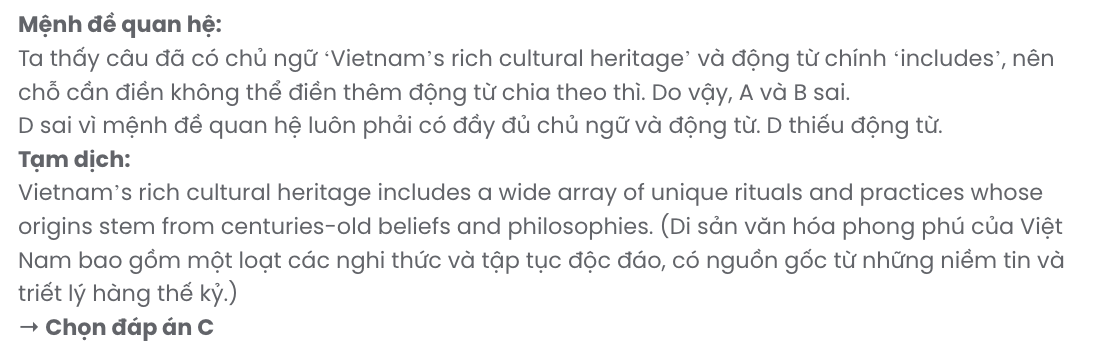 Mệnh đề quan hệ:
Ta thấy câu đã có chủ ngữ ‘Vietnam’s rich cultural heritage’ và động từ chính ‘includes’, nên
chỗ cần điền không thể điền thêm động từ chia theo thì. Do vậy, A và B sai.
D sai vì mệnh đề quan hệ luôn phải có đầy đủ chủ ngữ và động từ. D thiếu động từ.
Tạm dịch:
Vietnam’s rich cultural heritage includes a wide array of unique rituals and practices whose
origins stem from centuries-old beliefs and philosophies. (Di sản văn hóa phong phú của Việt
Nam bao gồm một loạt các nghi thức và tập tục độc đáo, có nguồn gốc từ những niềm tin và
triết lý hàng thế kỷ.)
→ Chọn đáp án C